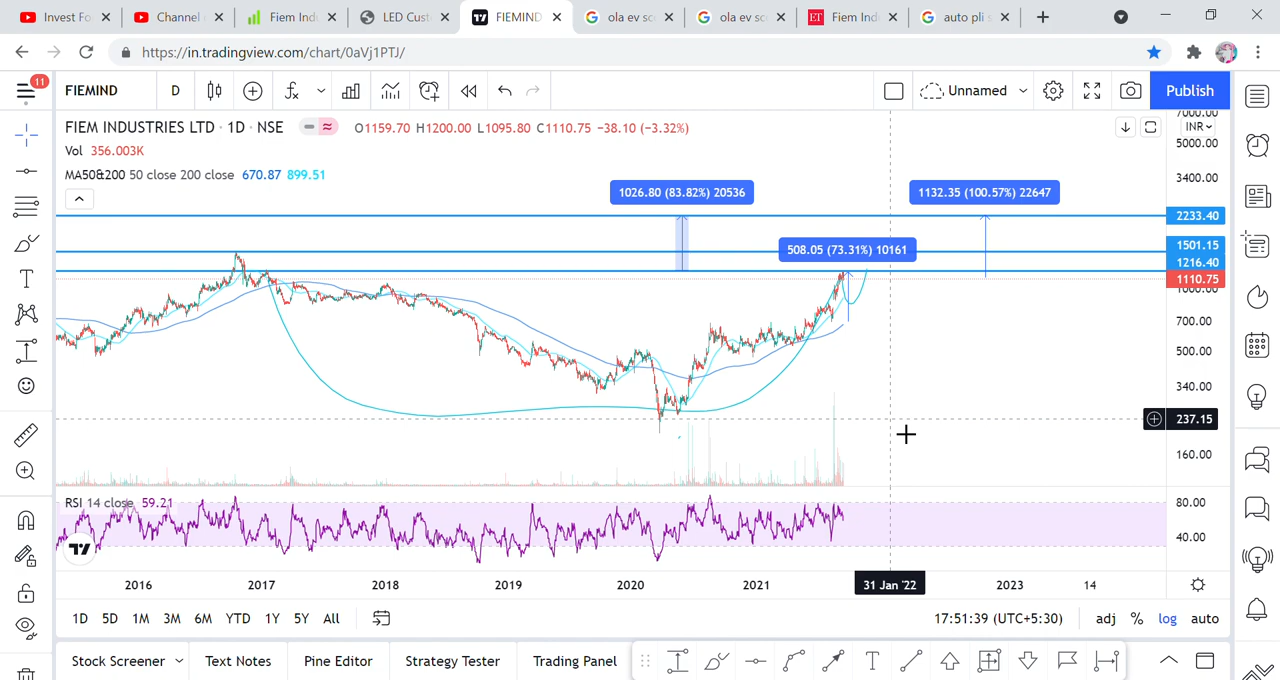 Invest Fo
Channel
Fiem Ind
LED Cust
FIEMIND
ola ev sc
ola ev sc
ET Fiem Ind
auto pli s
https://in.tradingview.com/chart/0aVj1PTJ/
11
FIEMIND D
Unnamed
Publish
FIEM INDUSTRIES LTD · 1D · NSE O1159.70 H1200.00 L1095.80 C1110.75 −38.10 (−3.32%)
Vol 356.003K
MA50&200 50 close 200 close 670.87 899.51
INR
7000.00
5000.00
3400.00
2233.40
1501.15
1216.40
1110.75
1000.00
700.00
500.00
340.00
237.15
160.00
1026.80 (83.82%) 20536
1132.35 (100.57%) 22647
508.05 (73.31%) 10161
RSI 14 close 59.21
80.00
40.00
2016 2017 2018 2019 2020 2021 31 Jan '22 2023 14
1D 5D 1M 3M 6M YTD 1Y 5Y All
17:51:39 (UTC+5:30) adj % log auto
Stock Screener Text Notes Pine Editor Strategy Tester Trading Panel